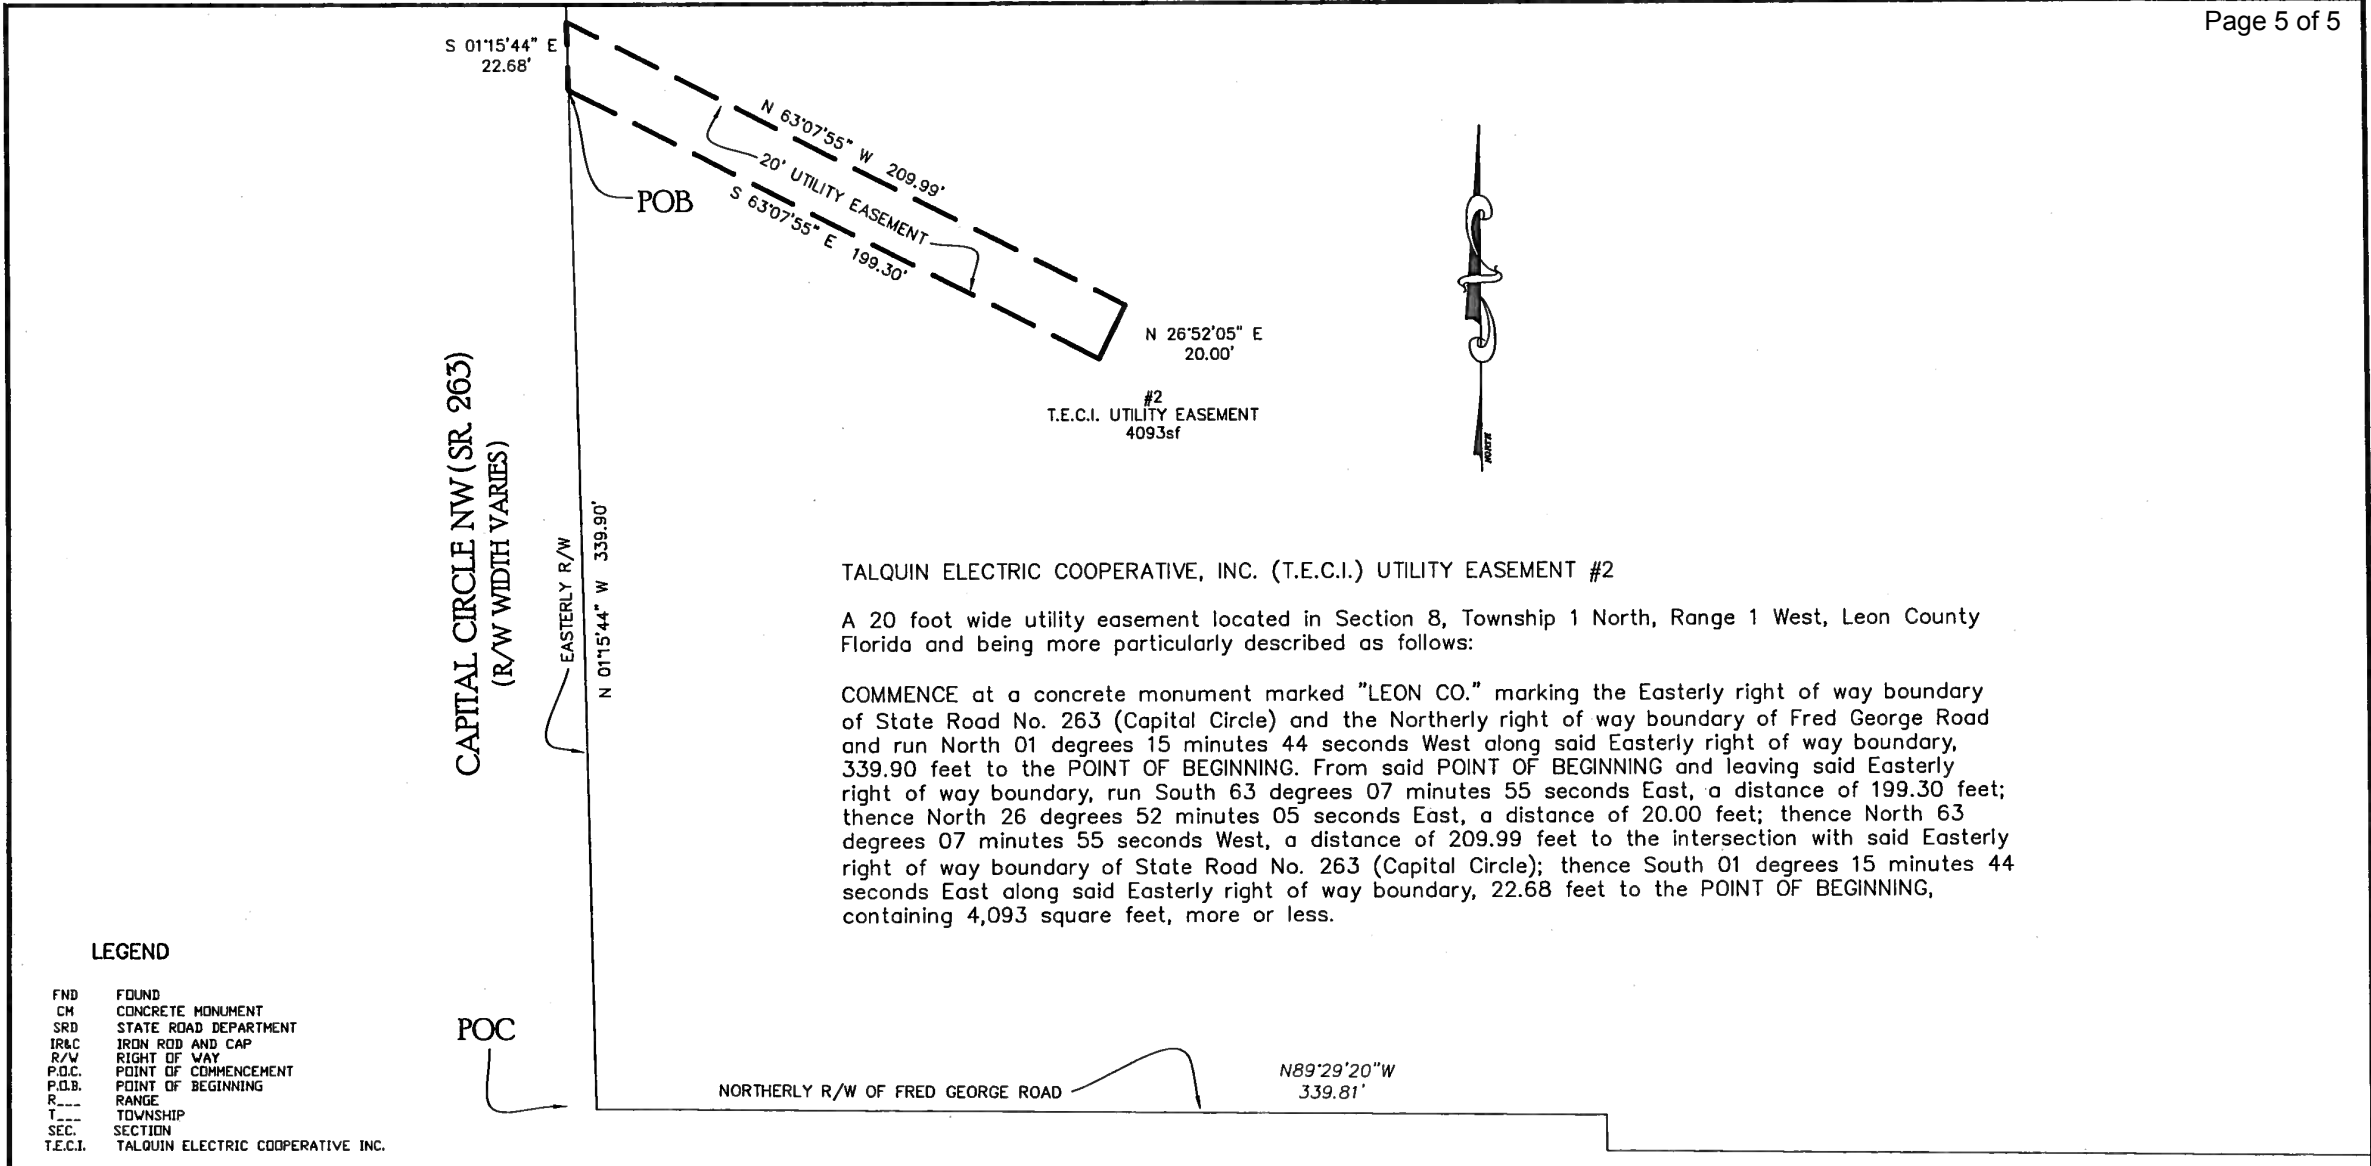 Page 5 of 5
S 01°15'44" E
22.68'
N 63°07'55" W 209.99'
20' UTILITY EASEMENT
S 63°07'55" E 199.30'
POB
N 26°52'05" E
20.00'
#2
T.E.C.I. UTILITY EASEMENT
4093sf
NORTH
CAPITAL CIRCLE NW (SR. 263)
(R/W WIDTH VARIES)
EASTERLY R/W
N 01°15'44" W 339.90'
TALQUIN ELECTRIC COOPERATIVE, INC. (T.E.C.I.) UTILITY EASEMENT #2
A 20 foot wide utility easement located in Section 8, Township 1 North, Range 1 West, Leon County
Florida and being more particularly described as follows:
COMMENCE at a concrete monument marked "LEON CO." marking the Easterly right of way boundary
of State Road No. 263 (Capital Circle) and the Northerly right of way boundary of Fred George Road
and run North 01 degrees 15 minutes 44 seconds West along said Easterly right of way boundary,
339.90 feet to the POINT OF BEGINNING. From said POINT OF BEGINNING and leaving said Easterly
right of way boundary, run South 63 degrees 07 minutes 55 seconds East, a distance of 199.30 feet;
thence North 26 degrees 52 minutes 05 seconds East, a distance of 20.00 feet; thence North 63
degrees 07 minutes 55 seconds West, a distance of 209.99 feet to the intersection with said Easterly
right of way boundary of State Road No. 263 (Capital Circle); thence South 01 degrees 15 minutes 44
seconds East along said Easterly right of way boundary, 22.68 feet to the POINT OF BEGINNING,
containing 4,093 square feet, more or less.
LEGEND
FND FOUND
CM CONCRETE MONUMENT
SRD STATE ROAD DEPARTMENT
IR&C IRON ROD AND CAP
R/W RIGHT OF WAY
P.O.C. POINT OF COMMENCEMENT
P.O.B. POINT OF BEGINNING
R___ RANGE
T___ TOWNSHIP
SEC. SECTION
T.E.C.I. TALQUIN ELECTRIC COOPERATIVE INC.
POC
NORTHERLY R/W OF FRED GEORGE ROAD
N89°29'20"W
339.81'